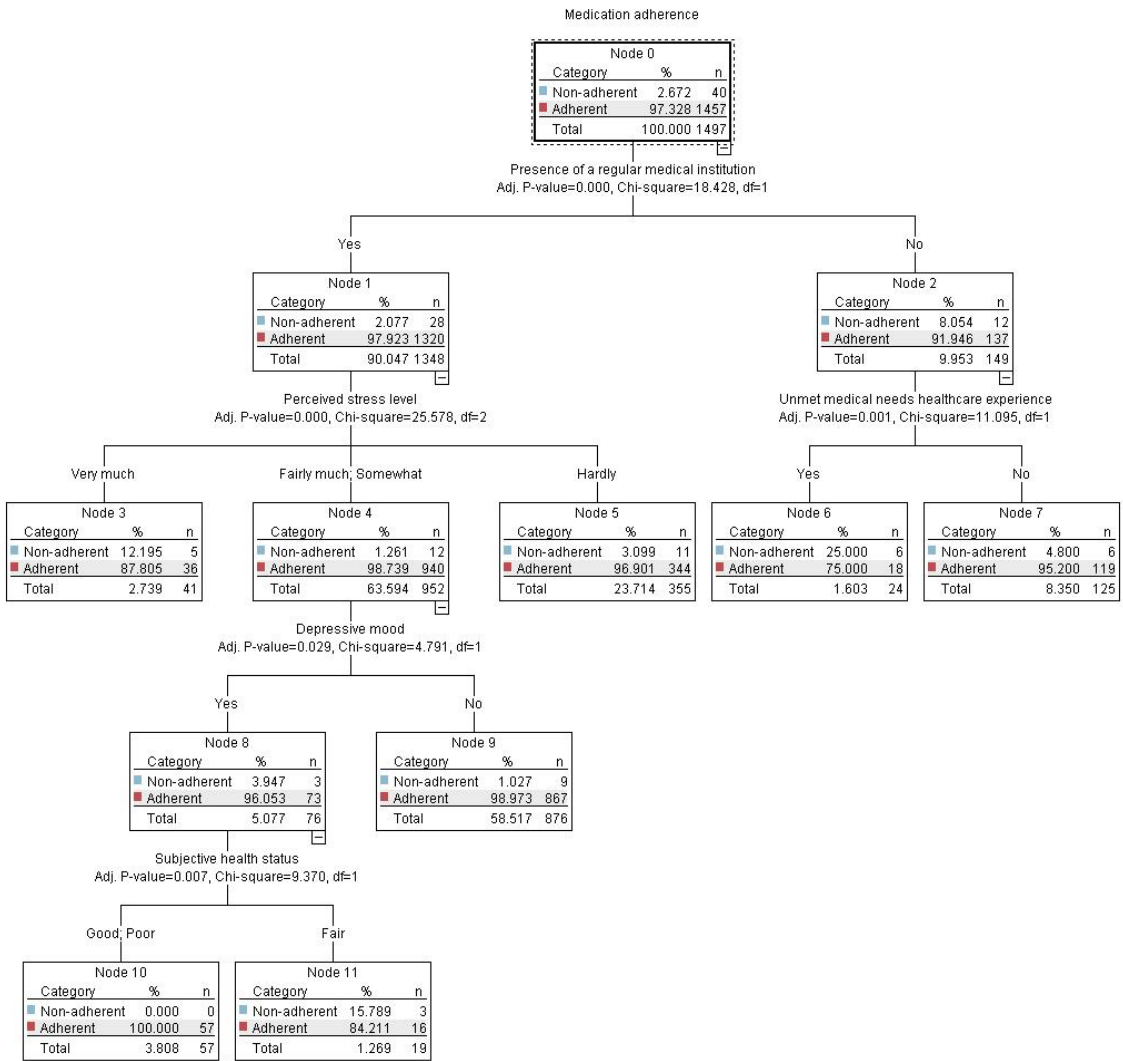 Medication adherence
Node 0
Category % n
Non-adherent 2.672 40
Adherent 97.328 1457
Total 100.000 1497
Presence of a regular medical institution
Adj. P-value=0.000, Chi-square=18.428, df=1
Yes
No
Node 1
Category % n
Non-adherent 2.077 28
Adherent 97.923 1320
Total 90.047 1348
Node 2
Category % n
Non-adherent 8.054 12
Adherent 91.946 137
Total 9.953 149
Perceived stress level
Adj. P-value=0.000, Chi-square=25.578, df=2
Unmet medical needs healthcare experience
Adj. P-value=0.001, Chi-square=11.095, df=1
Very much
Fairly much; Somewhat
Hardly
Yes
No
Node 3
Category % n
Non-adherent 12.195 5
Adherent 87.805 36
Total 2.739 41
Node 4
Category % n
Non-adherent 1.261 12
Adherent 98.739 940
Total 63.594 952
Node 5
Category % n
Non-adherent 3.099 11
Adherent 96.901 344
Total 23.714 355
Node 6
Category % n
Non-adherent 25.000 6
Adherent 75.000 18
Total 1.603 24
Node 7
Category % n
Non-adherent 4.800 6
Adherent 95.200 119
Total 8.350 125
Depressive mood
Adj. P-value=0.029, Chi-square=4.791, df=1
Yes
No
Node 8
Category % n
Non-adherent 3.947 3
Adherent 96.053 73
Total 5.077 76
Node 9
Category % n
Non-adherent 1.027 9
Adherent 98.973 867
Total 58.517 876
Subjective health status
Adj. P-value=0.007, Chi-square=9.370, df=1
Good; Poor
Fair
Node 10
Category % n
Non-adherent 0.000 0
Adherent 100.000 57
Total 3.808 57
Node 11
Category % n
Non-adherent 15.789 3
Adherent 84.211 16
Total 1.269 19